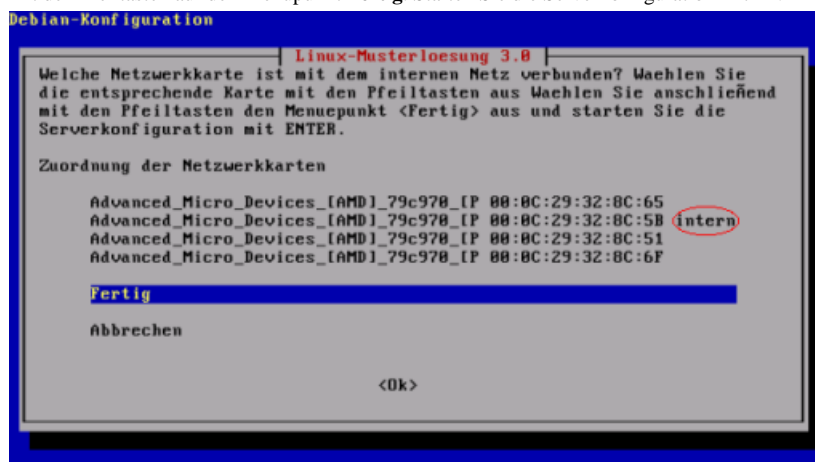 Debian-Konfiguration
Linux-Musterloesung 3.0
Welche Netzwerkkarte ist mit dem internen Netz verbunden? Waehlen Sie
die entsprechende Karte mit den Pfeiltasten aus Waehlen Sie anschlieñend
mit den Pfeiltasten den Menuepunkt <Fertig> aus und starten Sie die
Serverkonfiguration mit ENTER.
Zuordnung der Netzwerkkarten
Advanced_Micro_Devices_[AMD]_79c970_[P 00:0C:29:32:8C:65
Advanced_Micro_Devices_[AMD]_79c970_[P 00:0C:29:32:8C:5B intern
Advanced_Micro_Devices_[AMD]_79c970_[P 00:0C:29:32:8C:51
Advanced_Micro_Devices_[AMD]_79c970_[P 00:0C:29:32:8C:6F
Fertig
Abbrechen
<Ok>